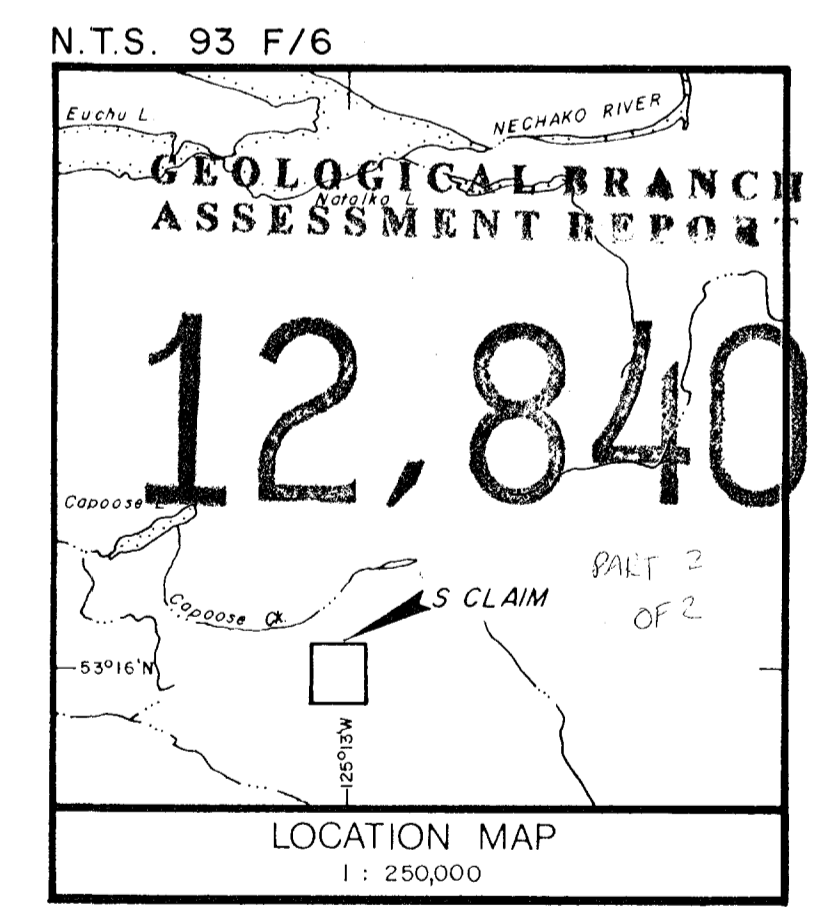 N.T.S. 93 F/6
Euchu L.
NECHAKO RIVER
GEOLOGICAL BRANCH
Natalko L
ASSESSMENT REPORT
12,840
Capoose L
PART 2
OF 2
S CLAIM
Capoose Ck.
53°16'N
125°13'W
LOCATION MAP
1 : 250,000